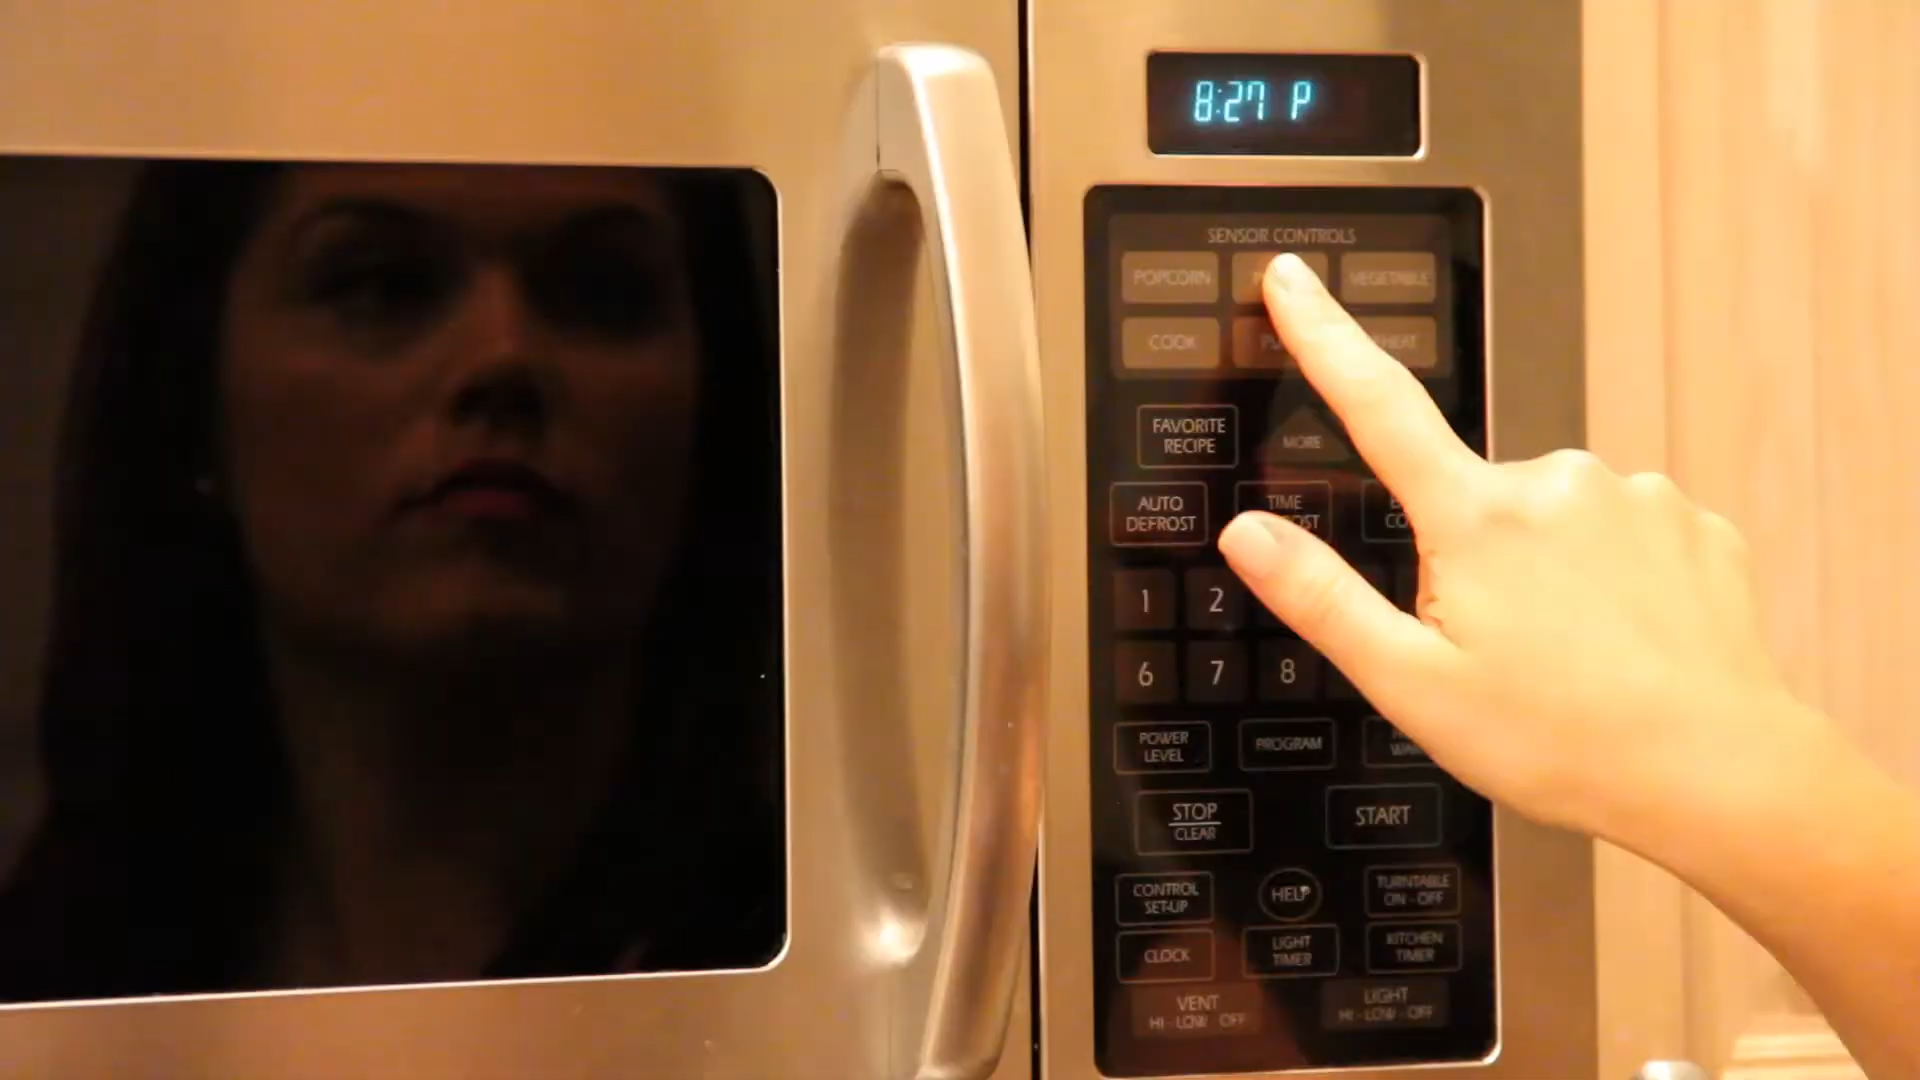 8:27 P
SENSOR CONTROLS
POPCORN
VEGETABLE
COOK
FAVORITE
RECIPE
MORE
AUTO
DEFROST
TIME
1 2
6 7 8
POWER
LEVEL
PROGRAM
STOP
CLEAR
START
CONTROL
SET-UP
HELP
TURNTABLE
ON - OFF
CLOCK
LIGHT
TIMER
KITCHEN
TIMER
VENT
HI - LOW - OFF
LIGHT
HI - LOW - OFF